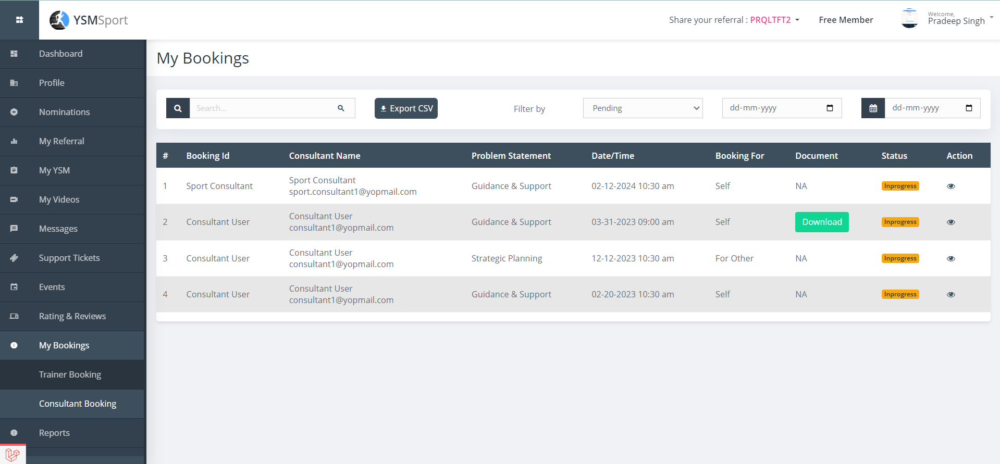 YSMSport
Share your referral : PRQLTFT2
Free Member
Welcome,
Pradeep Singh
Dashboard
Profile
Nominations
My Referral
My YSM
My Videos
Messages
Support Tickets
Events
Rating & Reviews
My Bookings
Trainer Booking
Consultant Booking
Reports
My Bookings
Search...
Export CSV
Filter by
Pending
dd-mm-yyyy
dd-mm-yyyy
# Booking Id Consultant Name Problem Statement Date/Time Booking For Document Status Action
1 Sport Consultant Sport Consultant Guidance & Support 02-12-2024 10:30 am Self NA Inprogress
sport.consultant1@yopmail.com
2 Consultant User Consultant User Guidance & Support 03-31-2023 09:00 am Self Download Inprogress
consultant1@yopmail.com
3 Consultant User Consultant User Strategic Planning 12-12-2023 10:30 am For Other NA Inprogress
consultant1@yopmail.com
4 Consultant User Consultant User Guidance & Support 02-20-2023 10:30 am Self NA Inprogress
consultant1@yopmail.com